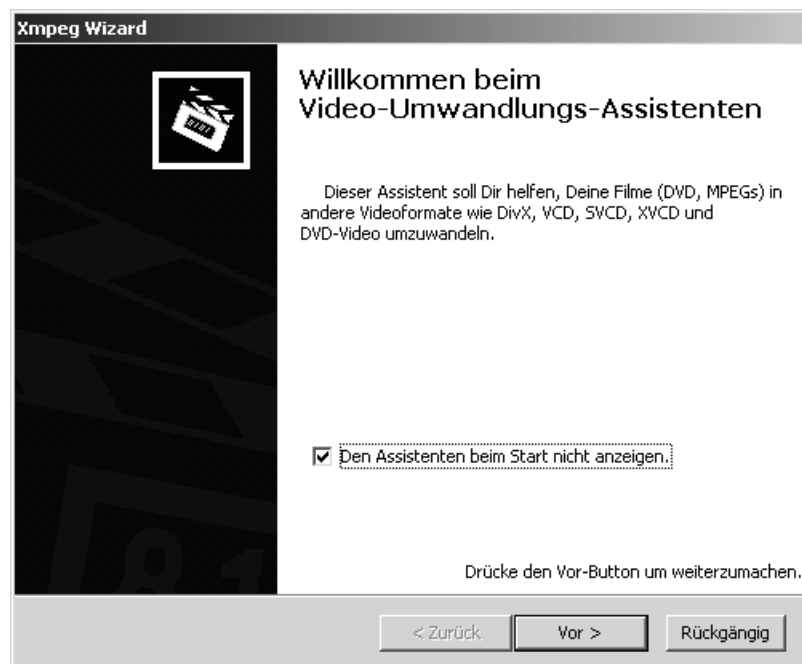 Xmpeg Wizard
Willkommen beim
Video-Umwandlungs-Assistenten
Dieser Assistent soll Dir helfen, Deine Filme (DVD, MPEGs) in
andere Videoformate wie DivX, VCD, SVCD, XVCD und
DVD-Video umzuwandeln.
Den Assistenten beim Start nicht anzeigen.
Drücke den Vor-Button um weiterzumachen.
< Zurück Vor > Rückgängig